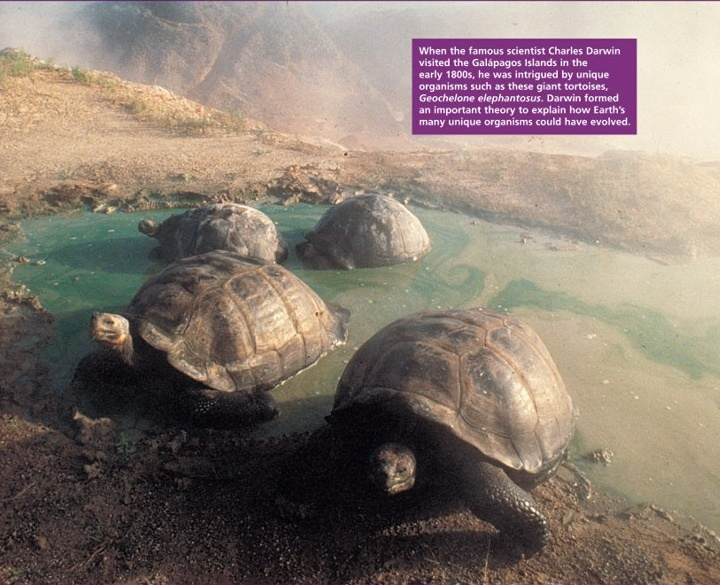 When the famous scientist Charles Darwin
visited the Galápagos Islands in the
early 1800s, he was intrigued by unique
organisms such as these giant tortoises,
Geochelone elephantosus. Darwin formed
an important theory to explain how Earth's
many unique organisms could have evolved.